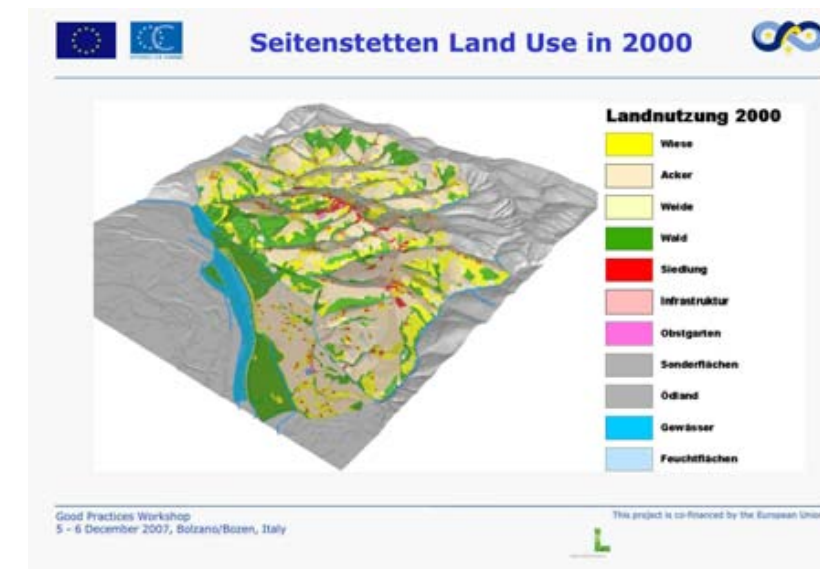 Seitenstetten Land Use in 2000
Landnutzung 2000
Wiese
Acker
Weide
Wald
Siedlung
Infrastruktur
Obstgarten
Sonderflächen
Ödland
Gewässer
Feuchtflächen
Good Practices Workshop
5 - 6 December 2007, Bolzano/Bozen, Italy
This project is co-financed by the European Union